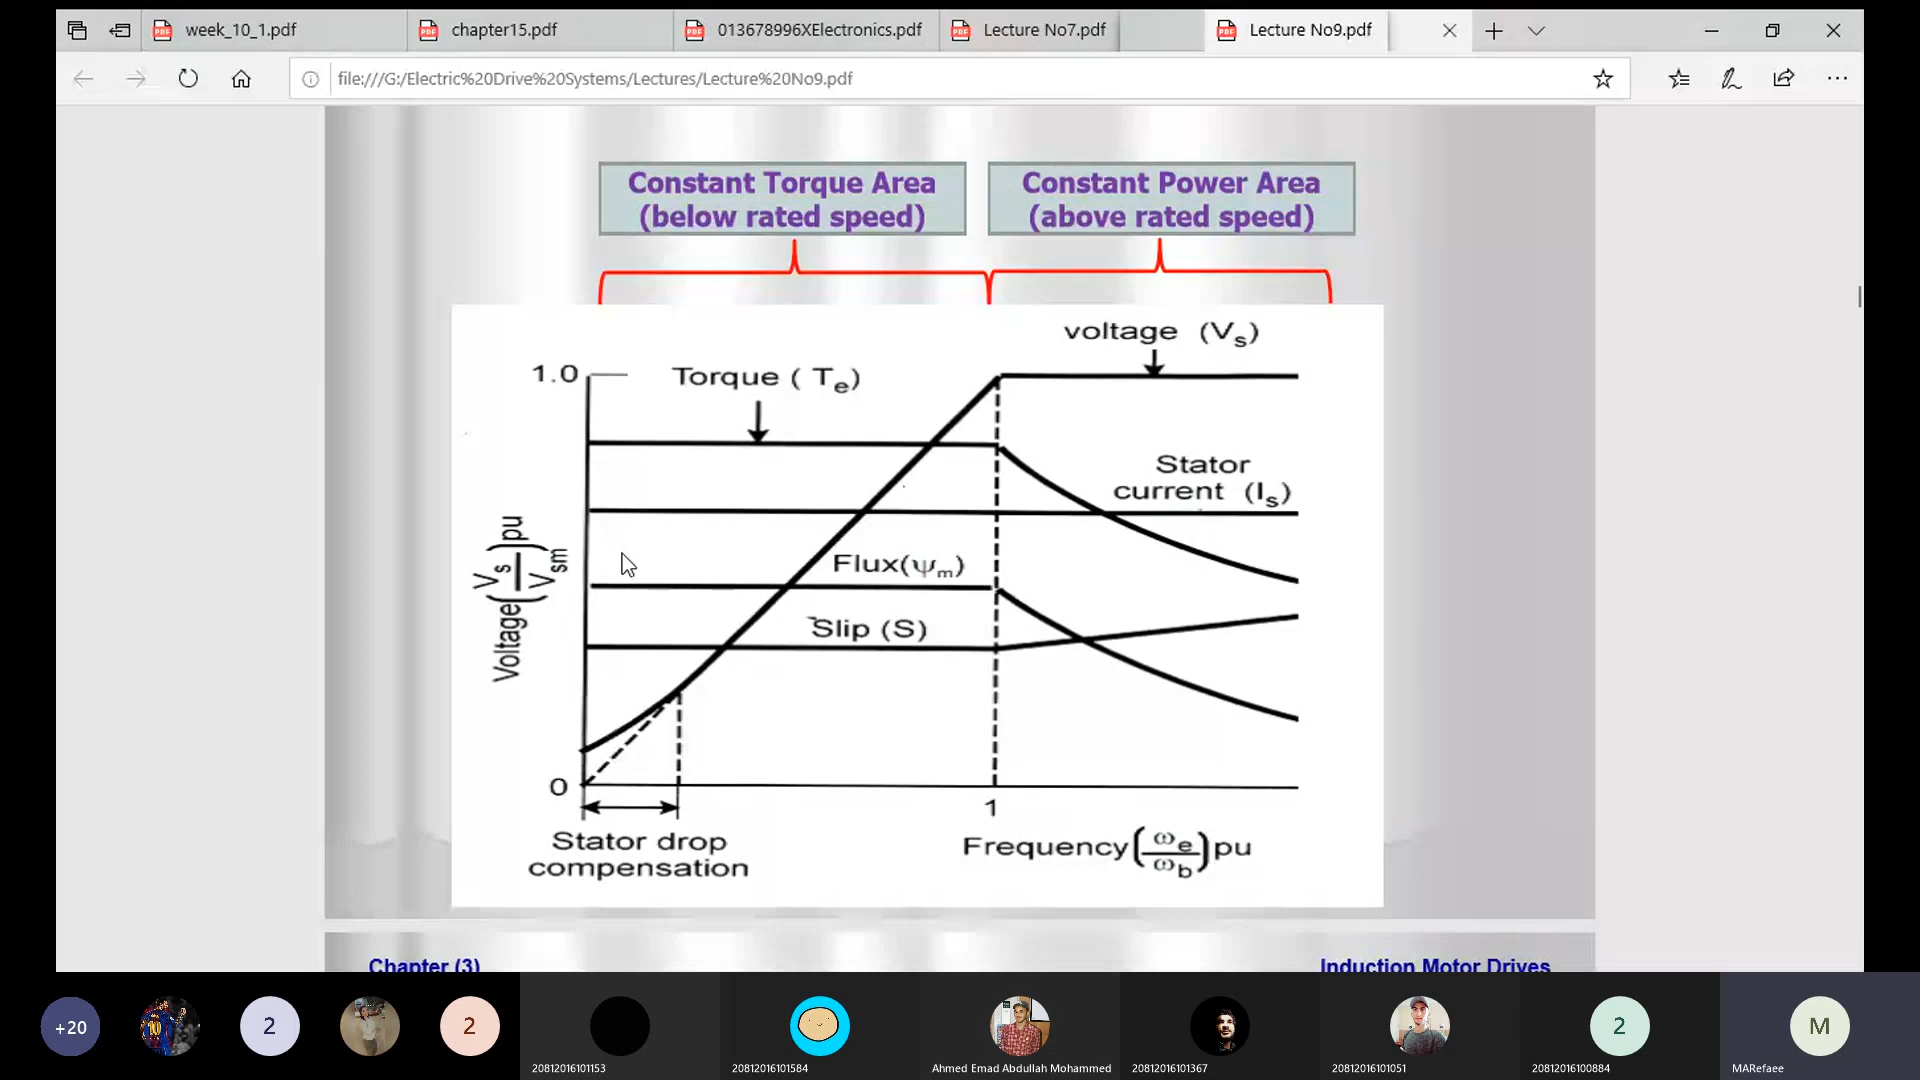 week_10_1.pdf
chapter15.pdf
013678996XElectronics.pdf
Lecture No7.pdf
Lecture No9.pdf
file:///G:/Electric%20Drive%20Systems/Lectures/Lecture%20No9.pdf
Constant Torque Area
(below rated speed)
Constant Power Area
(above rated speed)
voltage (Vs)
1.0
Torque ( Te)
Stator
current (Is)
Voltage(Vs/Vsm)pu
Flux(ψm)
Slip (S)
0
1
Stator drop
compensation
Frequency(ωe/ωb)pu
Chapter (3)
Induction Motor Drives
+20
10
2
2
20812016101153
20812016101584
Ahmed Emad Abdullah Mohammed
20812016101367
20812016101051
2
20812016100884
M
MARefaee